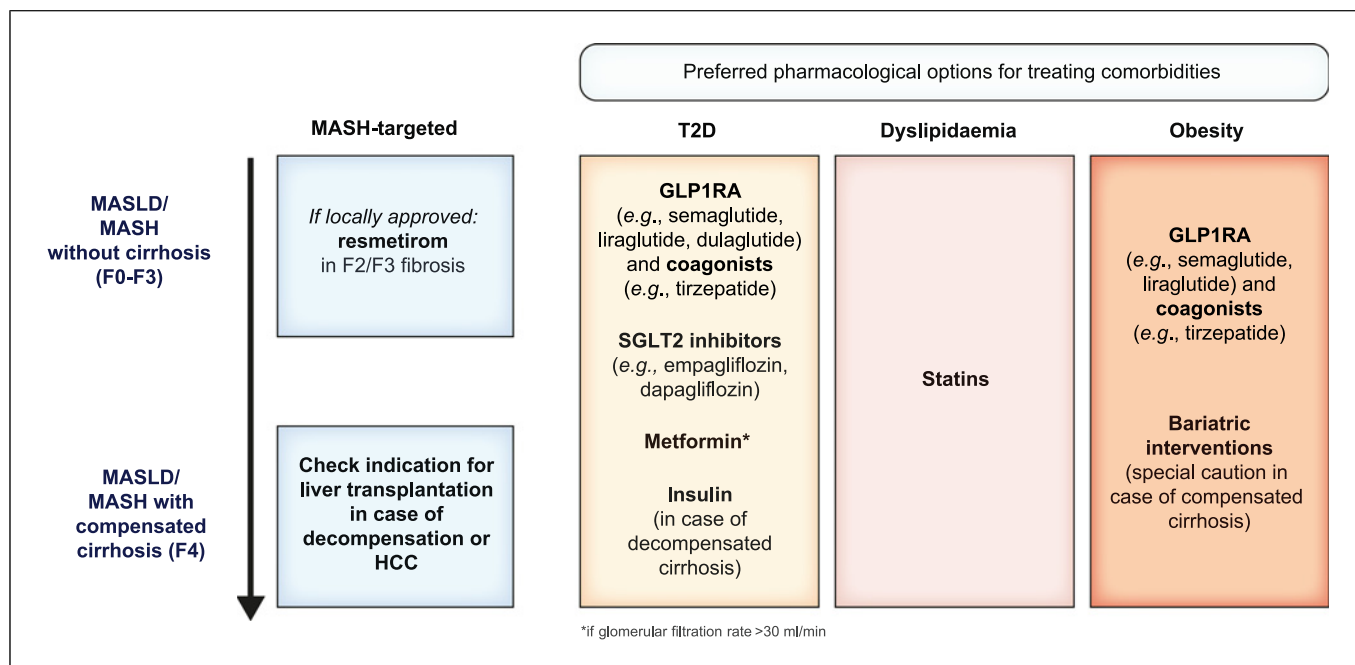 Preferred pharmacological options for treating comorbidities
MASH-targeted
T2D
Dyslipidaemia
Obesity
MASLD/
MASH
without cirrhosis
(F0-F3)
If locally approved:
resmetirom
in F2/F3 fibrosis
GLP1RA
(e.g., semaglutide,
liraglutide, dulaglutide)
and coagonists
(e.g., tirzepatide)
SGLT2 inhibitors
(e.g., empagliflozin,
dapagliflozin)
Metformin*
Insulin
(in case of
decompensated
cirrhosis)
Statins
GLP1RA
(e.g., semaglutide,
liraglutide) and
coagonists
(e.g., tirzepatide)
Bariatric
interventions
(special caution in
case of compensated
cirrhosis)
MASLD/
MASH with
compensated
cirrhosis (F4)
Check indication for
liver transplantation
in case of
decompensation or
HCC
*if glomerular filtration rate >30 ml/min